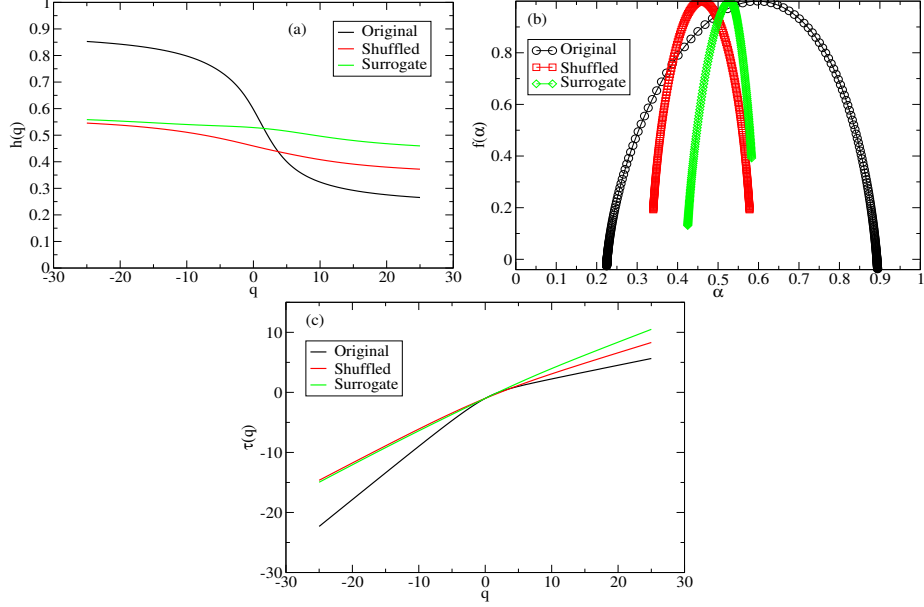 (a)
h(q)
1
0.9
0.8
0.7
0.6
0.5
0.4
0.3
0.2
0.1
0
Original
Shuffled
Surrogate
-30 -20 -10 0 10 20 30
q
(b)
f(α)
0.8
0.6
0.4
0.2
0
Original
Shuffled
Surrogate
0 0.1 0.2 0.3 0.4 0.5 0.6 0.7 0.8 0.9 1
α
(c)
τ(q)
10
0
-10
-20
-30
Original
Shuffled
Surrogate
-30 -20 -10 0 10 20 30
q